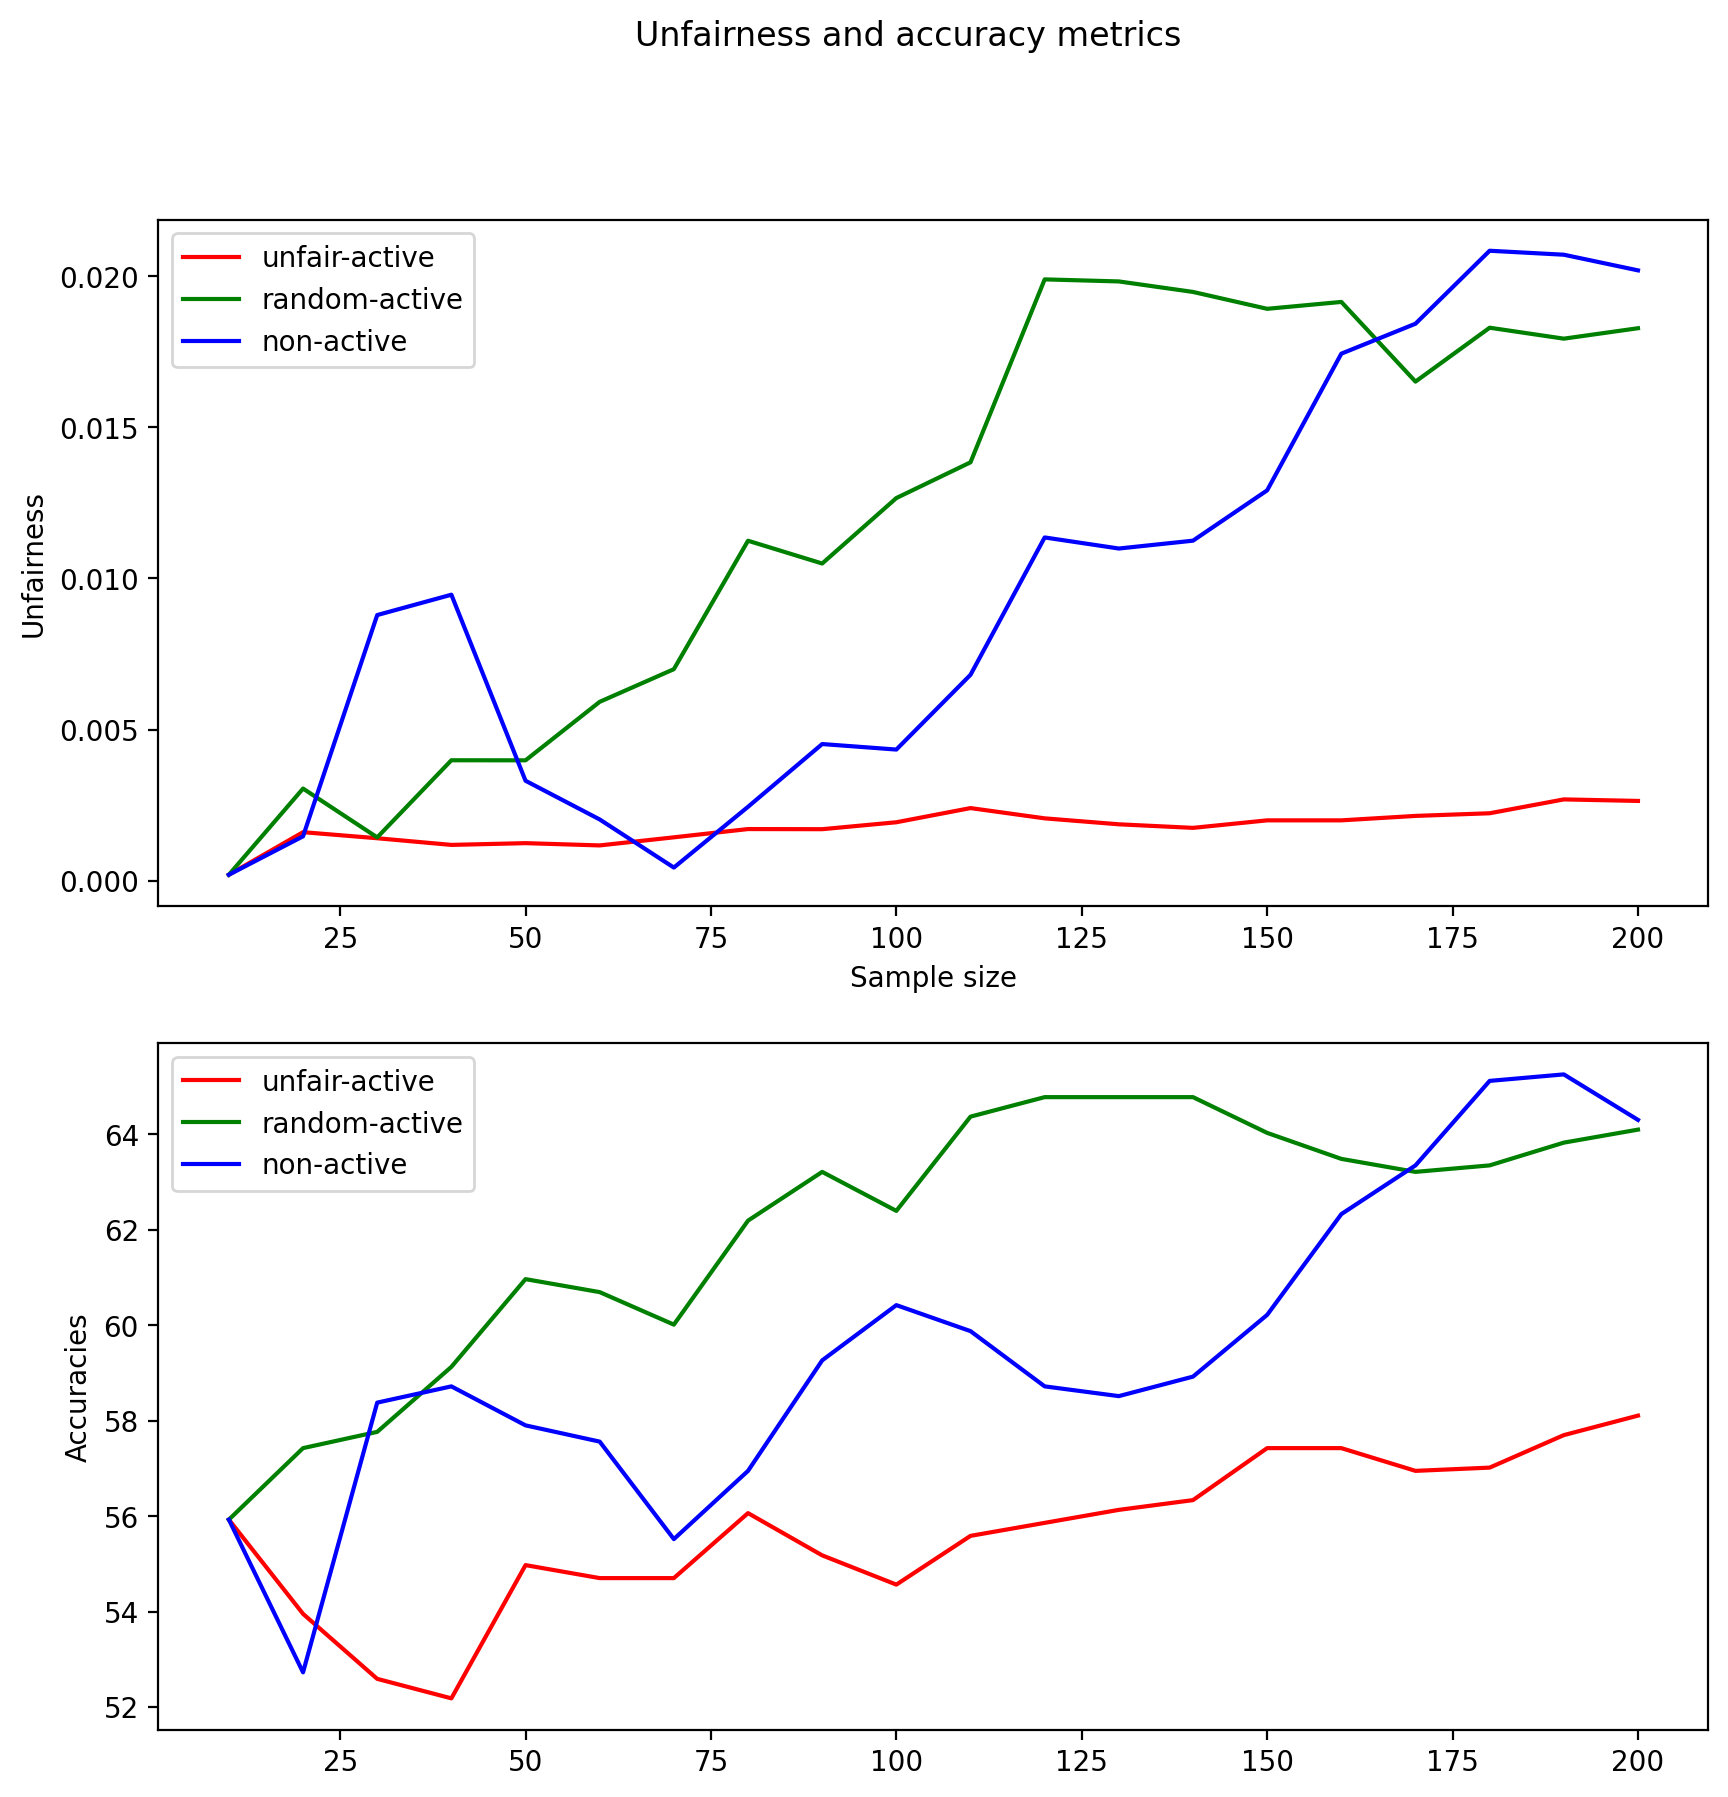 Unfairness and accuracy metrics
unfair-active
random-active
non-active
0.020
0.015
0.010
0.005
0.000
Unfairness
25 50 75 100 125 150 175 200
Sample size
unfair-active
random-active
non-active
64
62
60
58
56
54
52
Accuracies
25 50 75 100 125 150 175 200